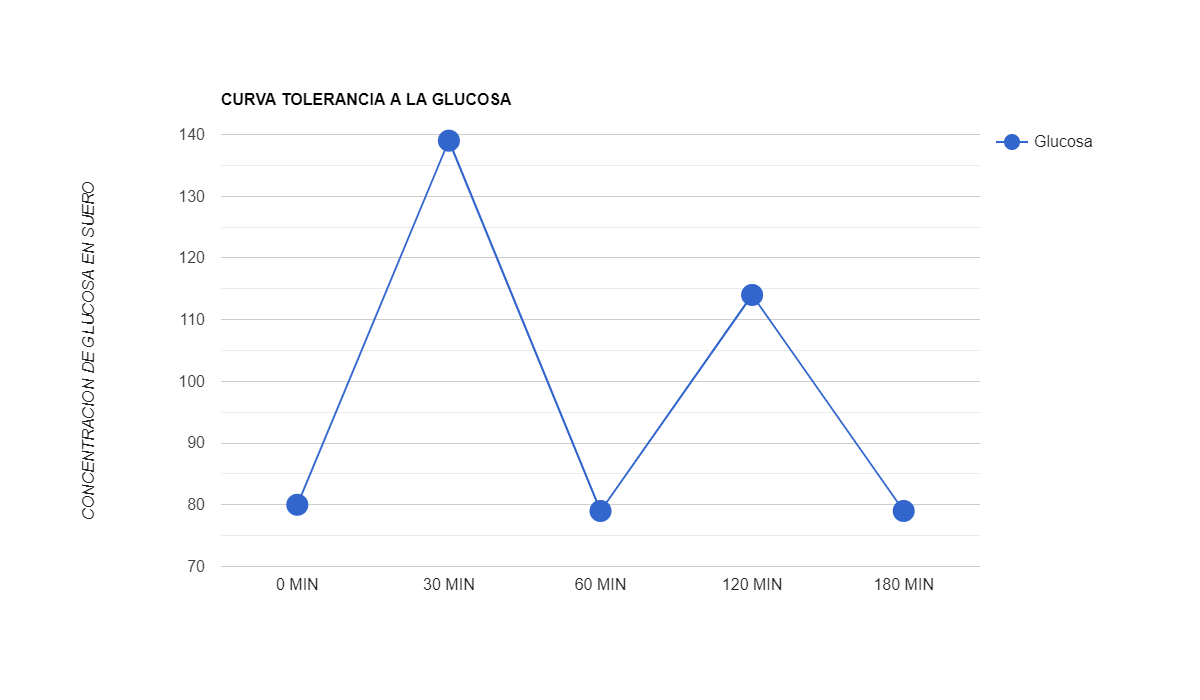 CURVA TOLERANCIA A LA GLUCOSA
Glucosa
CONCENTRACION DE GLUCOSA EN SUERO
140
130
120
110
100
90
80
70
0 MIN
30 MIN
60 MIN
120 MIN
180 MIN